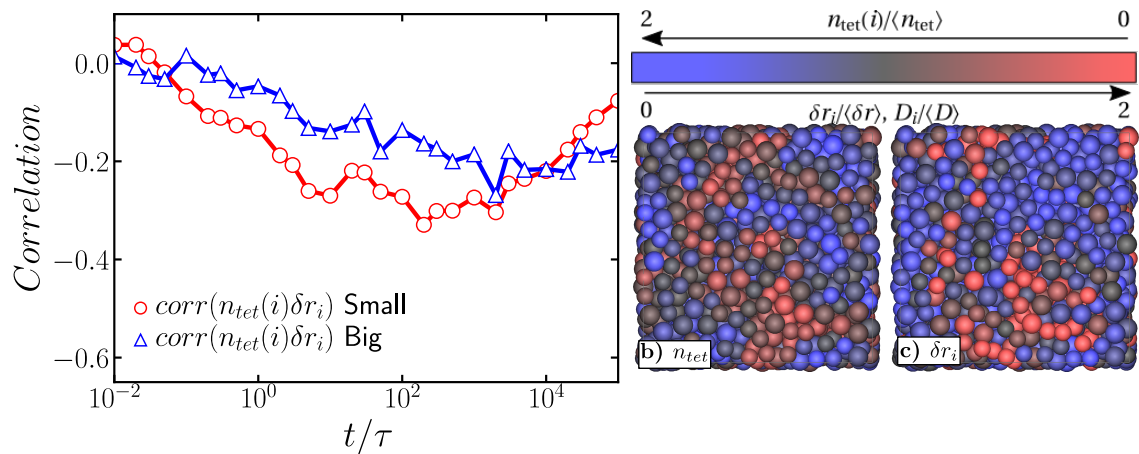 0.0
−0.2
−0.4
−0.6
Correlation
corr(n_tet(i)δr_i) Small
corr(n_tet(i)δr_i) Big
10^−2
10^0
10^2
10^4
t/τ
2
n_tet(i)/⟨n_tet⟩
0
0
δr_i/⟨δr⟩, D_i/⟨D⟩
2
b) n_tet
c) δr_i